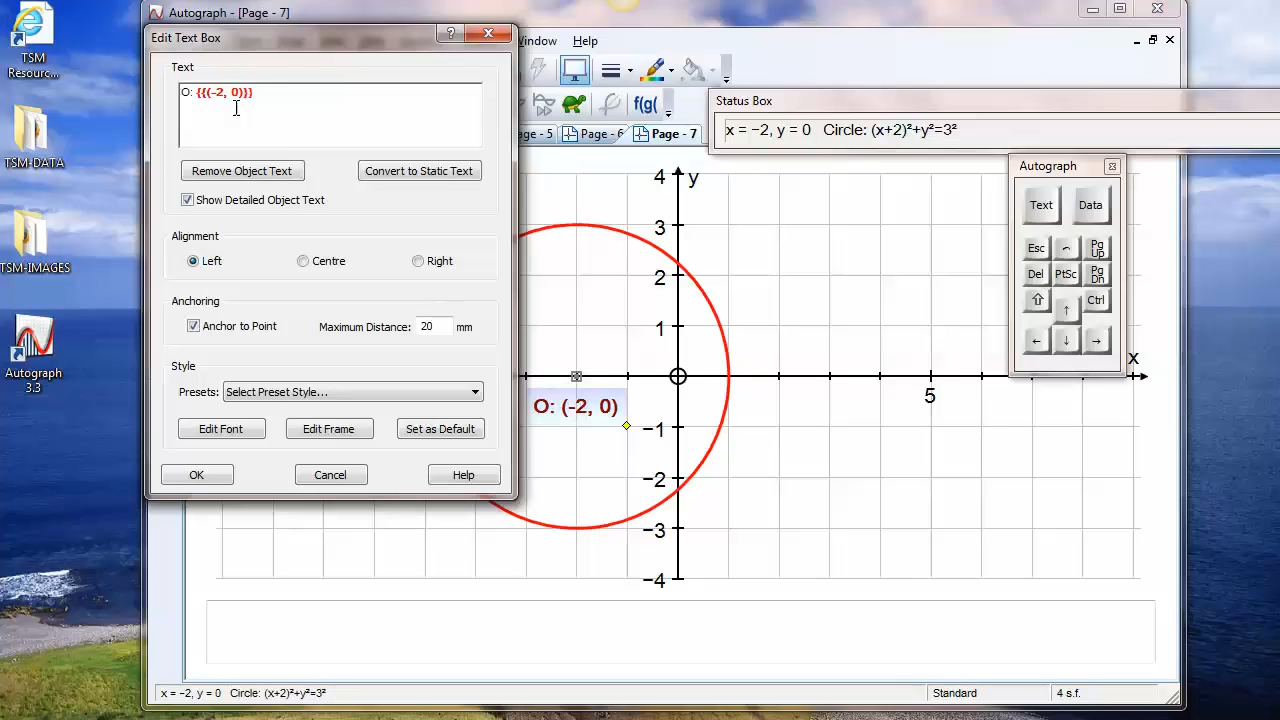 TSM
Resourc...
TSM-DATA
TSM-IMAGES
Autograph
3.3
Autograph - [Page - 7]
Window Help
f(g(
ge - 5 Page - 6 Page - 7
Edit Text Box
?
Text
O: {{(-2, 0)}}
Remove Object Text
Convert to Static Text
Show Detailed Object Text
Alignment
Left
Centre
Right
Anchoring
Anchor to Point
Maximum Distance: 20 mm
Style
Presets: Select Preset Style...
Edit Font
Edit Frame
Set as Default
OK
Cancel
Help
Status Box
x = −2, y = 0 Circle: (x+2)²+y²=3²
Autograph
Text
Data
Esc
Pg Up
Del
PtSc
Pg Dn
Ctrl
y
4
3
2
1
x
5
O: (-2, 0)
−1
−2
−3
−4
x = −2, y = 0 Circle: (x+2)²+y²=3²
Standard
4 s.f.